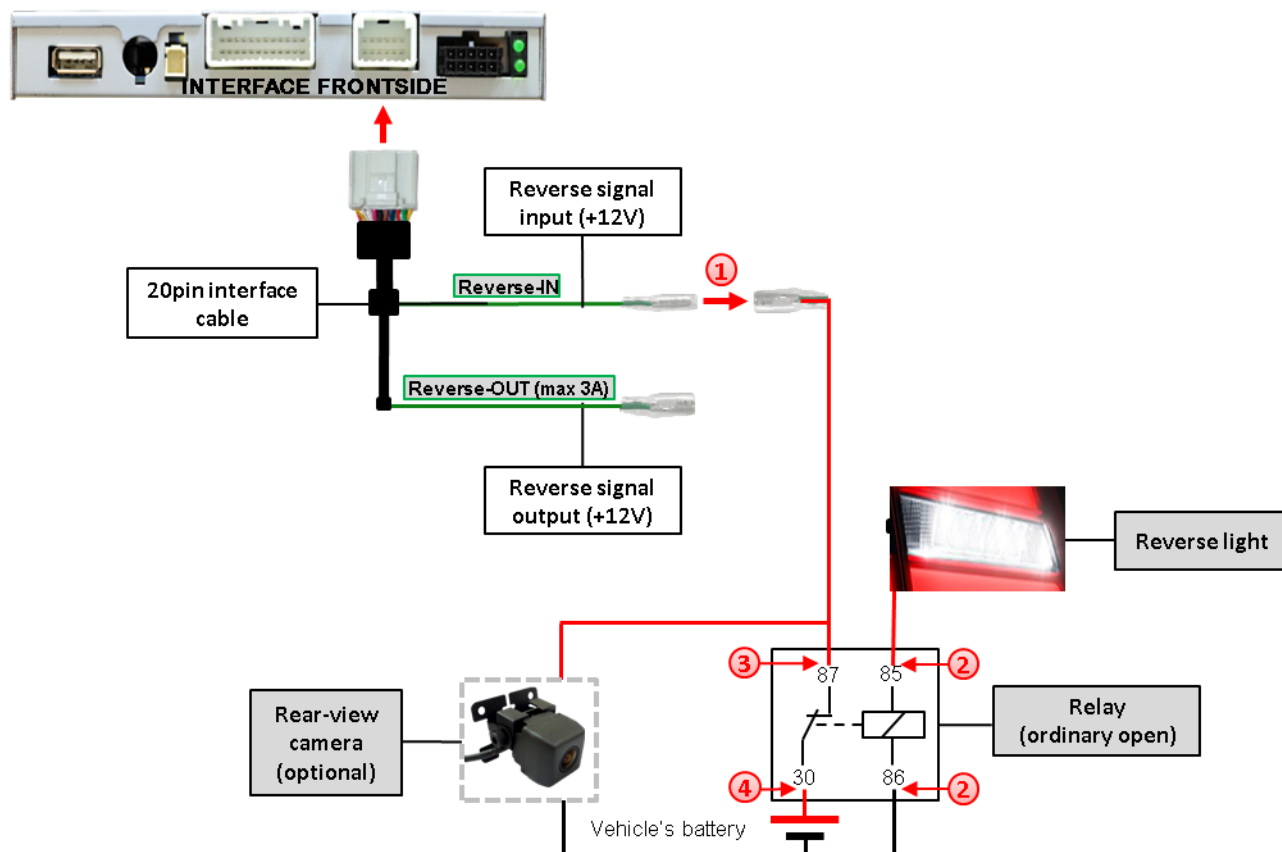 INTERFACE FRONTSIDE
Reverse signal
input (+12V)
1
20pin interface
cable
Reverse-IN
Reverse-OUT (max 3A)
Reverse signal
output (+12V)
Reverse light
3
87
85
2
Rear-view
camera
(optional)
Relay
(ordinary open)
4
30
86
2
Vehicle's battery